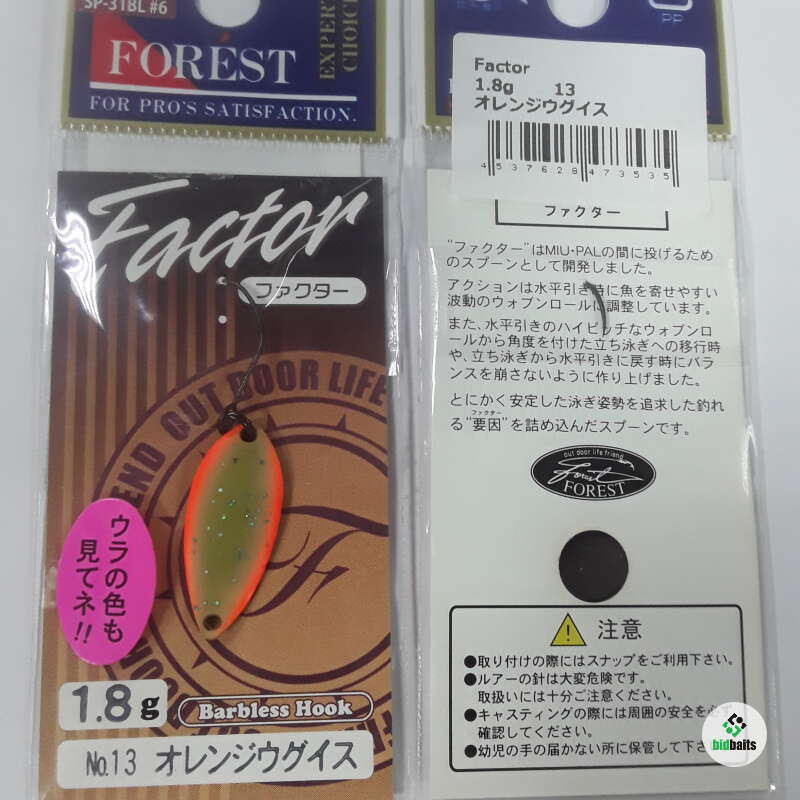 SP-31BL #6
FORÉST
FOR PRO'S SATISFACTION.
EXPERT
CHOICE
Factor
ファクター
OUT DOOR LIFE
ウラの色も
見てネ!!
1.8g
Barbless Hook
No.13 オレンジウグイス
PP
Factor
1.8g 13
オレンジウグイス
4537628473535
ファクター
"ファクター"はMIU・PALの間に投げるため
のスプーンとして開発しました。
アクションは水平引き時に魚を寄せやすい
波動のウォブンロールに調整しています。
また、水平引きのハイピッチなウォブンロ
ールから角度を付けた立ち泳ぎへの移行時
や、立ち泳ぎから水平引きに戻す時にバラ
ンスを崩さないように作り上げました。
とにかく安定した泳ぎ姿勢を追求した釣れ
ファクター
る"要因"を詰め込んだスプーンです。
out door life friend
Forest
FOREST
注意
●取り付けの際にはスナップをご利用下さい。
●ルアーの針は大変危険です。
取扱いには十分ご注意ください。
●キャスティングの際には周囲の安全を必ず
確認してください。
●幼児の手の届かない所に保管して下さ
bidbaits